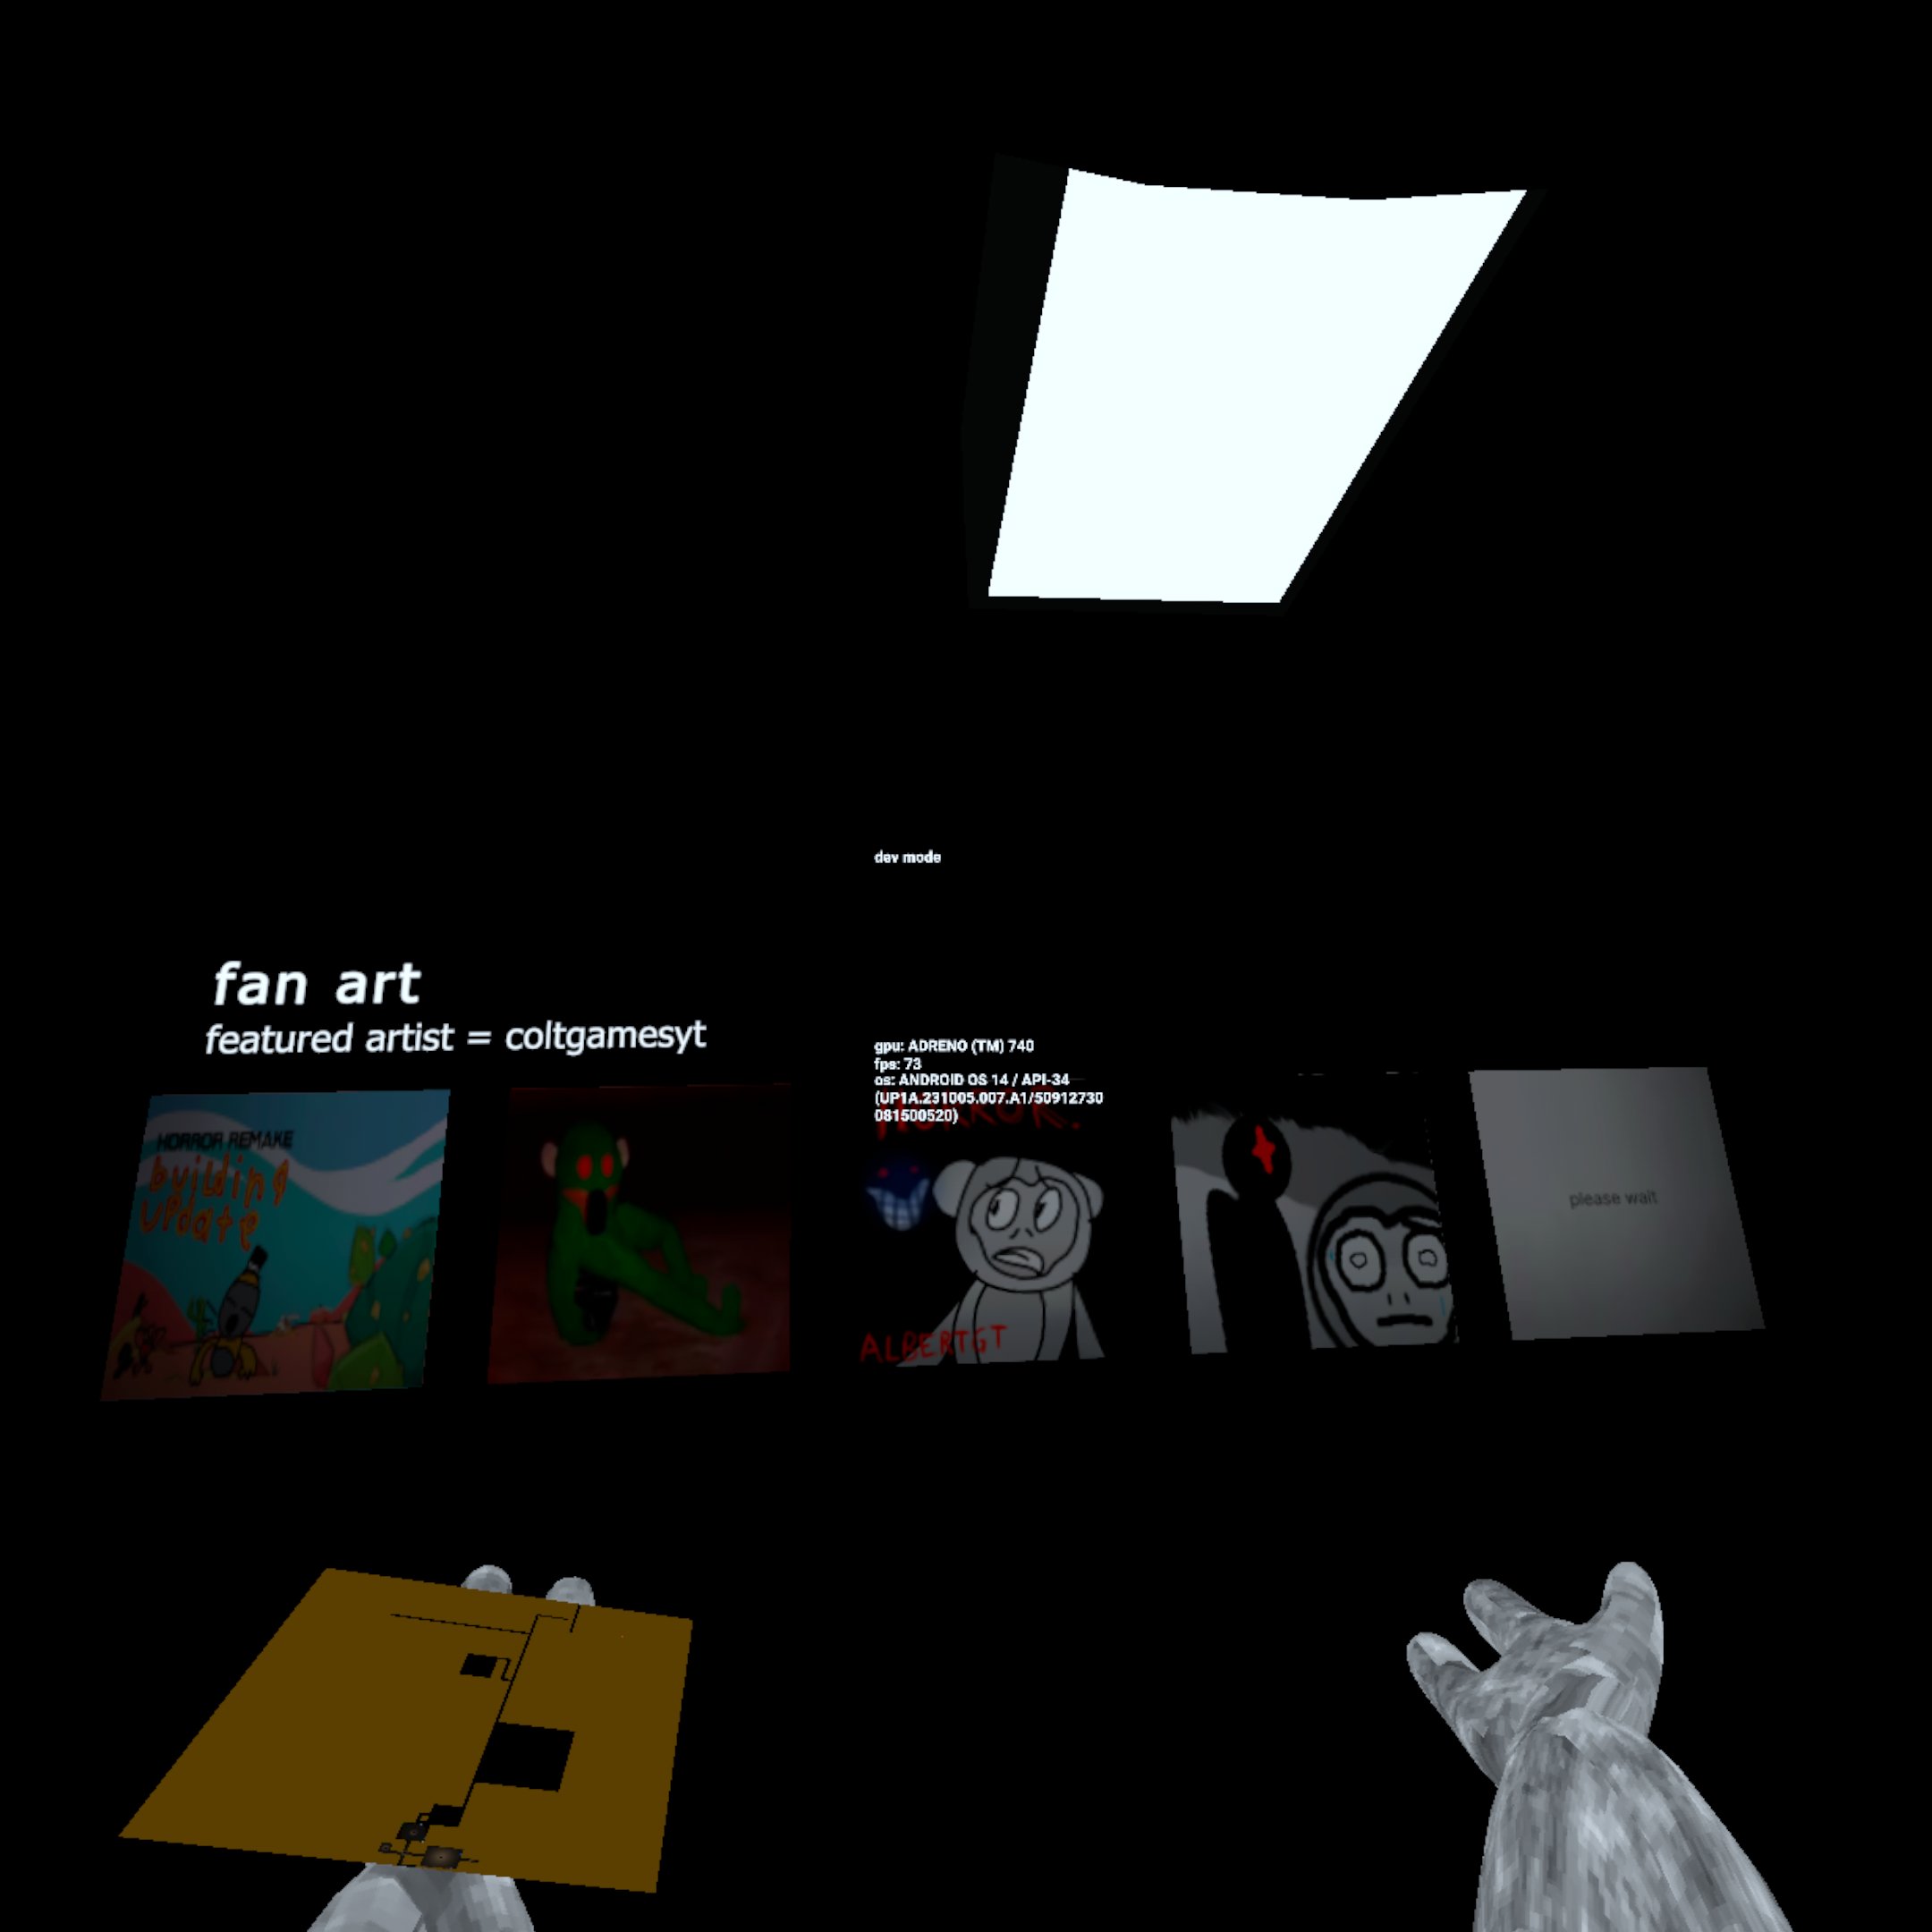 dev mode
fan art
featured artist = coltgamesyt
gpu: ADRENO (TM) 740
fps: 73
os: ANDROID OS 14 / API-34
(UP1A.231005.007.A1/50912730
081500520)
HORROR REMAKE
building
Update
HORROR.
ALBERTGT
please wait